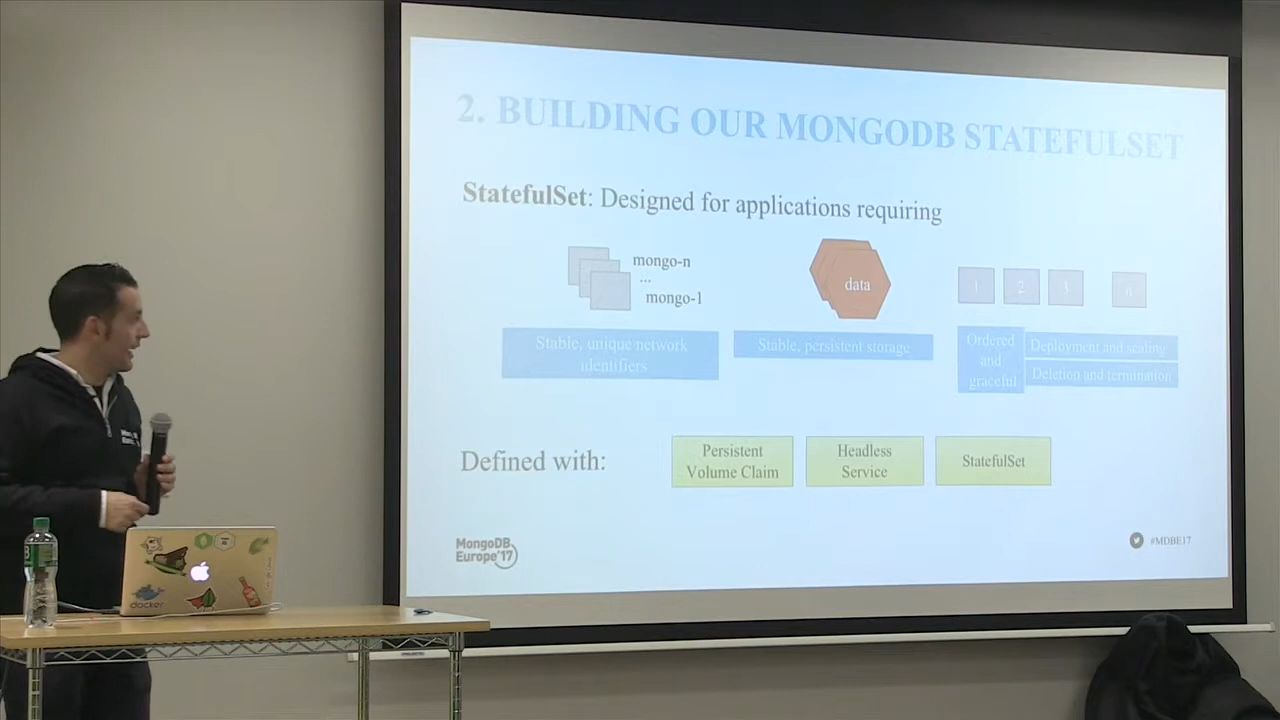 2. BUILDING OUR MONGODB STATEFULSET
StatefulSet: Designed for applications requiring
mongo-n
...
mongo-1
data
1 2 3 n
Stable, unique network
identifiers
Stable, persistent storage
Ordered
and
graceful
Deployment and scaling
Deletion and termination
Defined with:
Persistent
Volume Claim
Headless
Service
StatefulSet
MongoDB
Europe'17
#MDBE17
docker